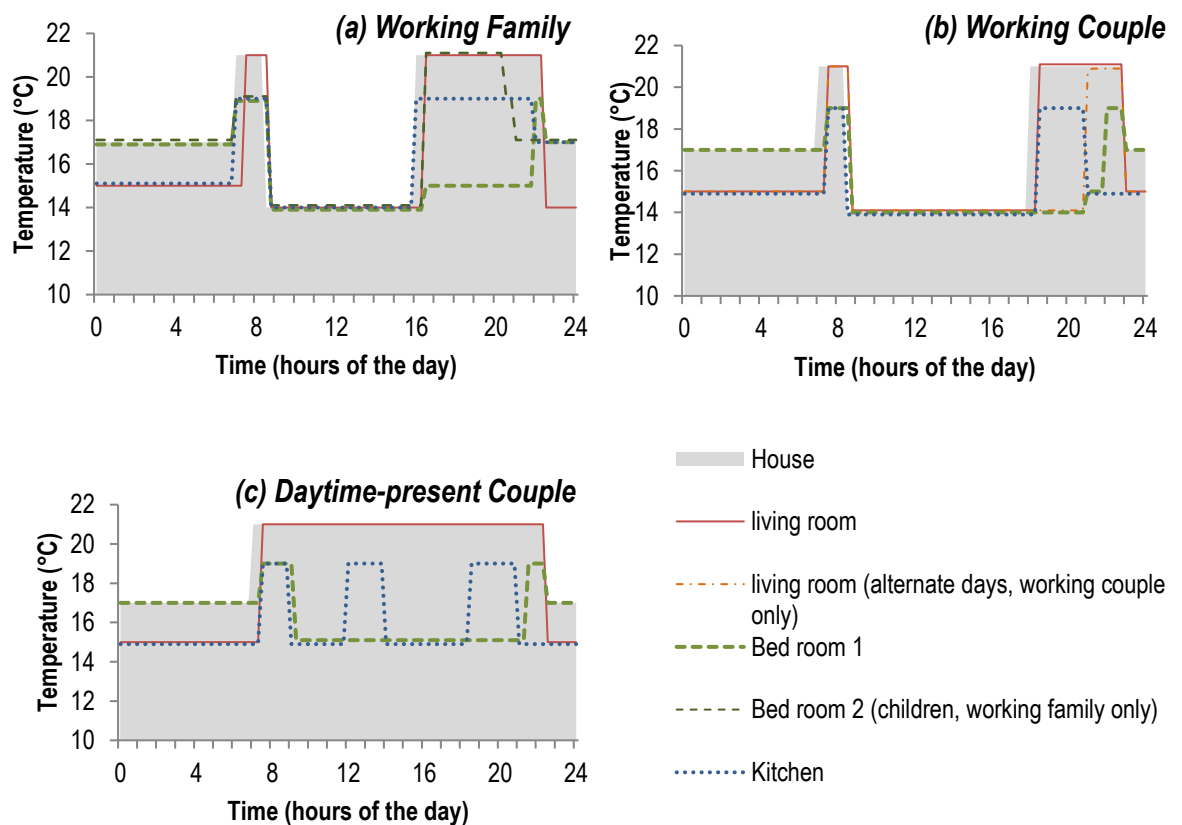 (a) Working Family
Temperature (°C)
22
20
18
16
14
12
10
0 4 8 12 16 20 24
Time (hours of the day)
(b) Working Couple
Temperature (°C)
22
20
18
16
14
12
10
0 4 8 12 16 20 24
Time (hours of the day)
(c) Daytime-present Couple
Temperature (°C)
22
20
18
16
14
12
10
0 4 8 12 16 20 24
Time (hours of the day)
House
living room
living room (alternate days, working couple
only)
Bed room 1
Bed room 2 (children, working family only)
Kitchen